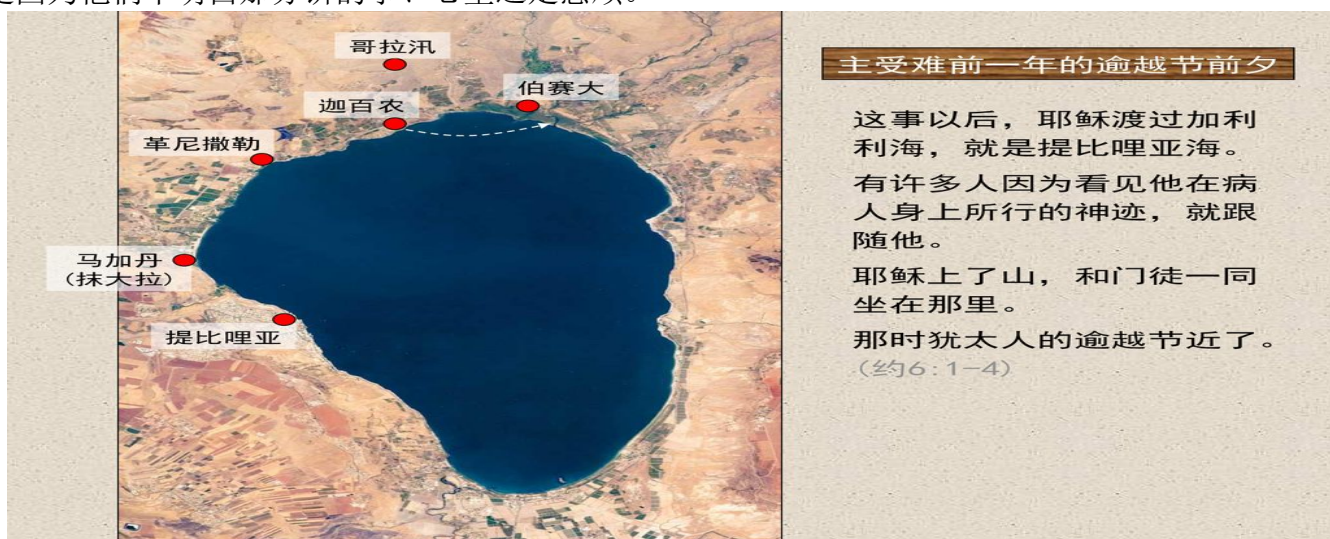 哥拉汛
伯赛大
迦百农
革尼撒勒
马加丹
(抹大拉)
提比哩亚
主受难前一年的逾越节前夕
这事以后，耶稣渡过加利
利海，就是提比哩亚海。
有许多人因为看见他在病
人身上所行的神迹，就跟
随他。
耶稣上了山，和门徒一同
坐在那里。
那时犹太人的逾越节近了。
(约6:1-4)